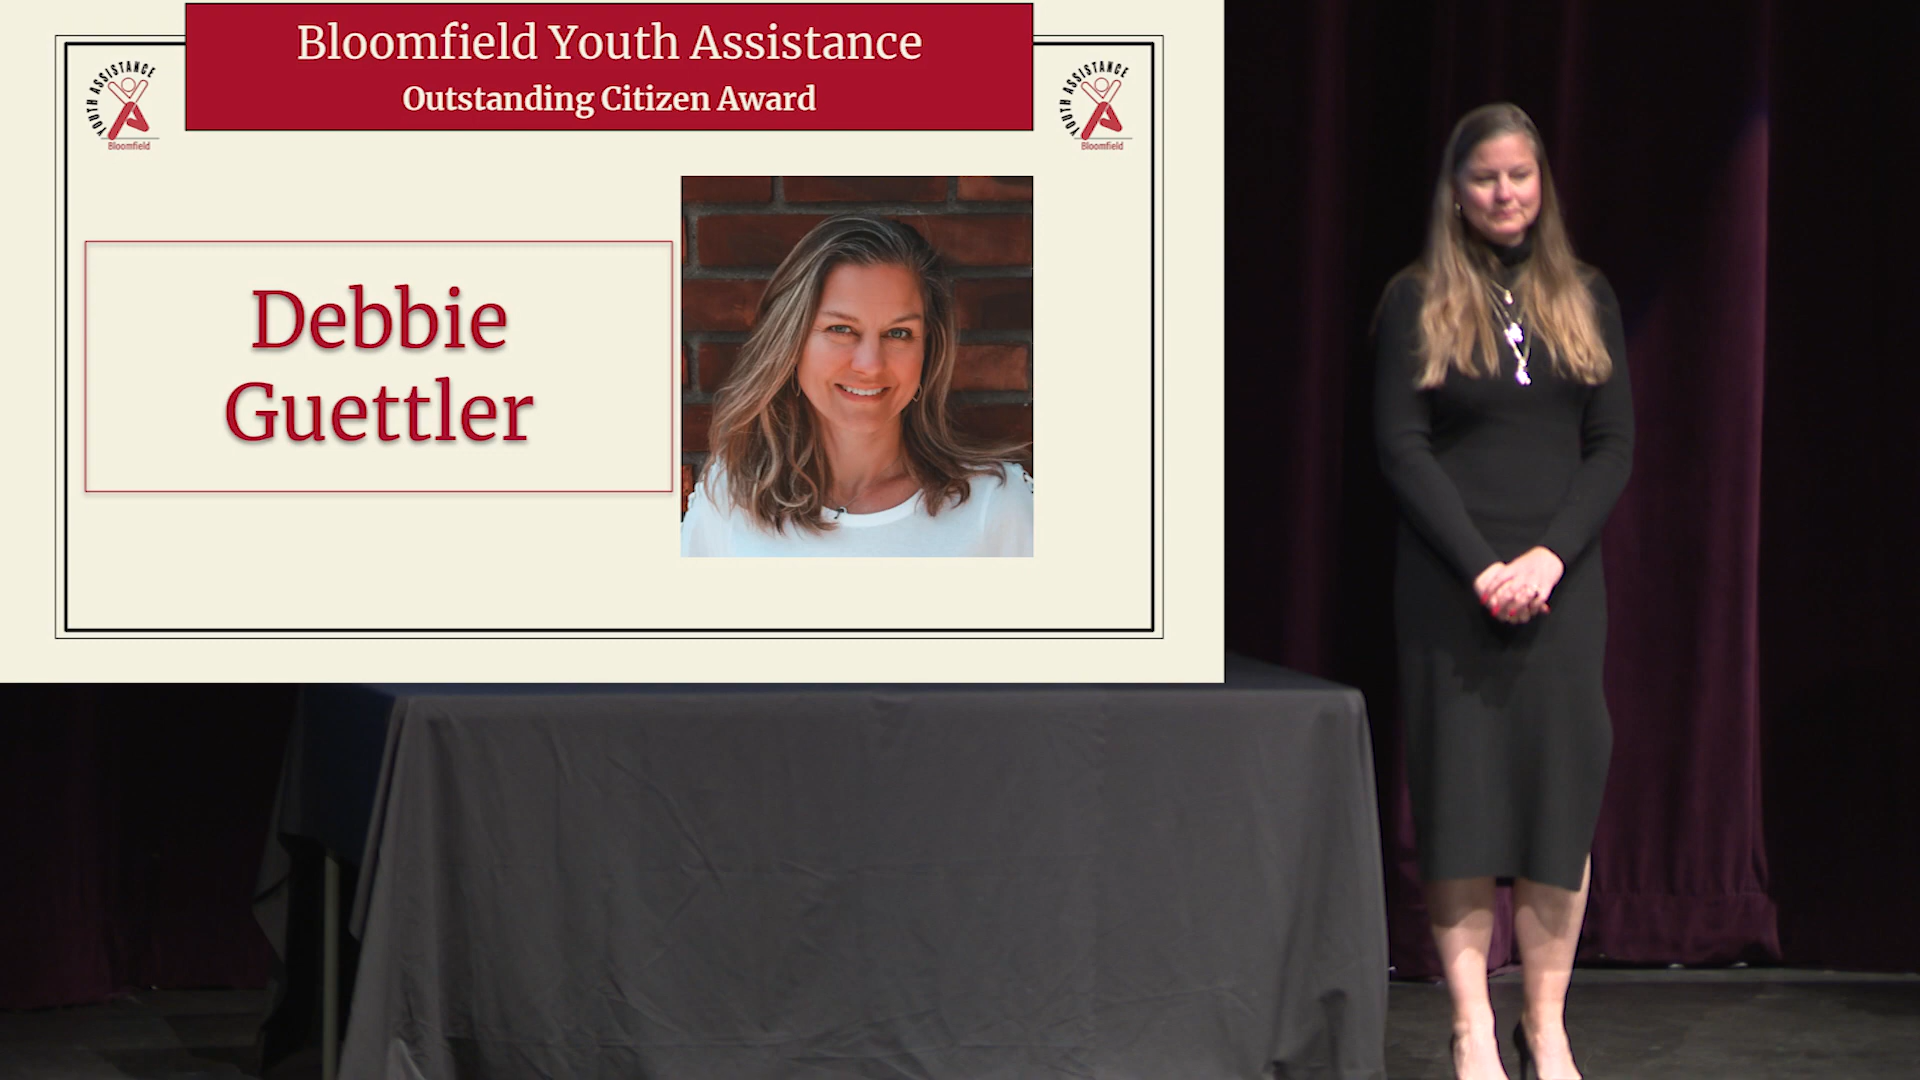 Bloomfield Youth Assistance
Outstanding Citizen Award
YOUTH ASSISTANCE
Bloomfield
YOUTH ASSISTANCE
Bloomfield
Debbie
Guettler